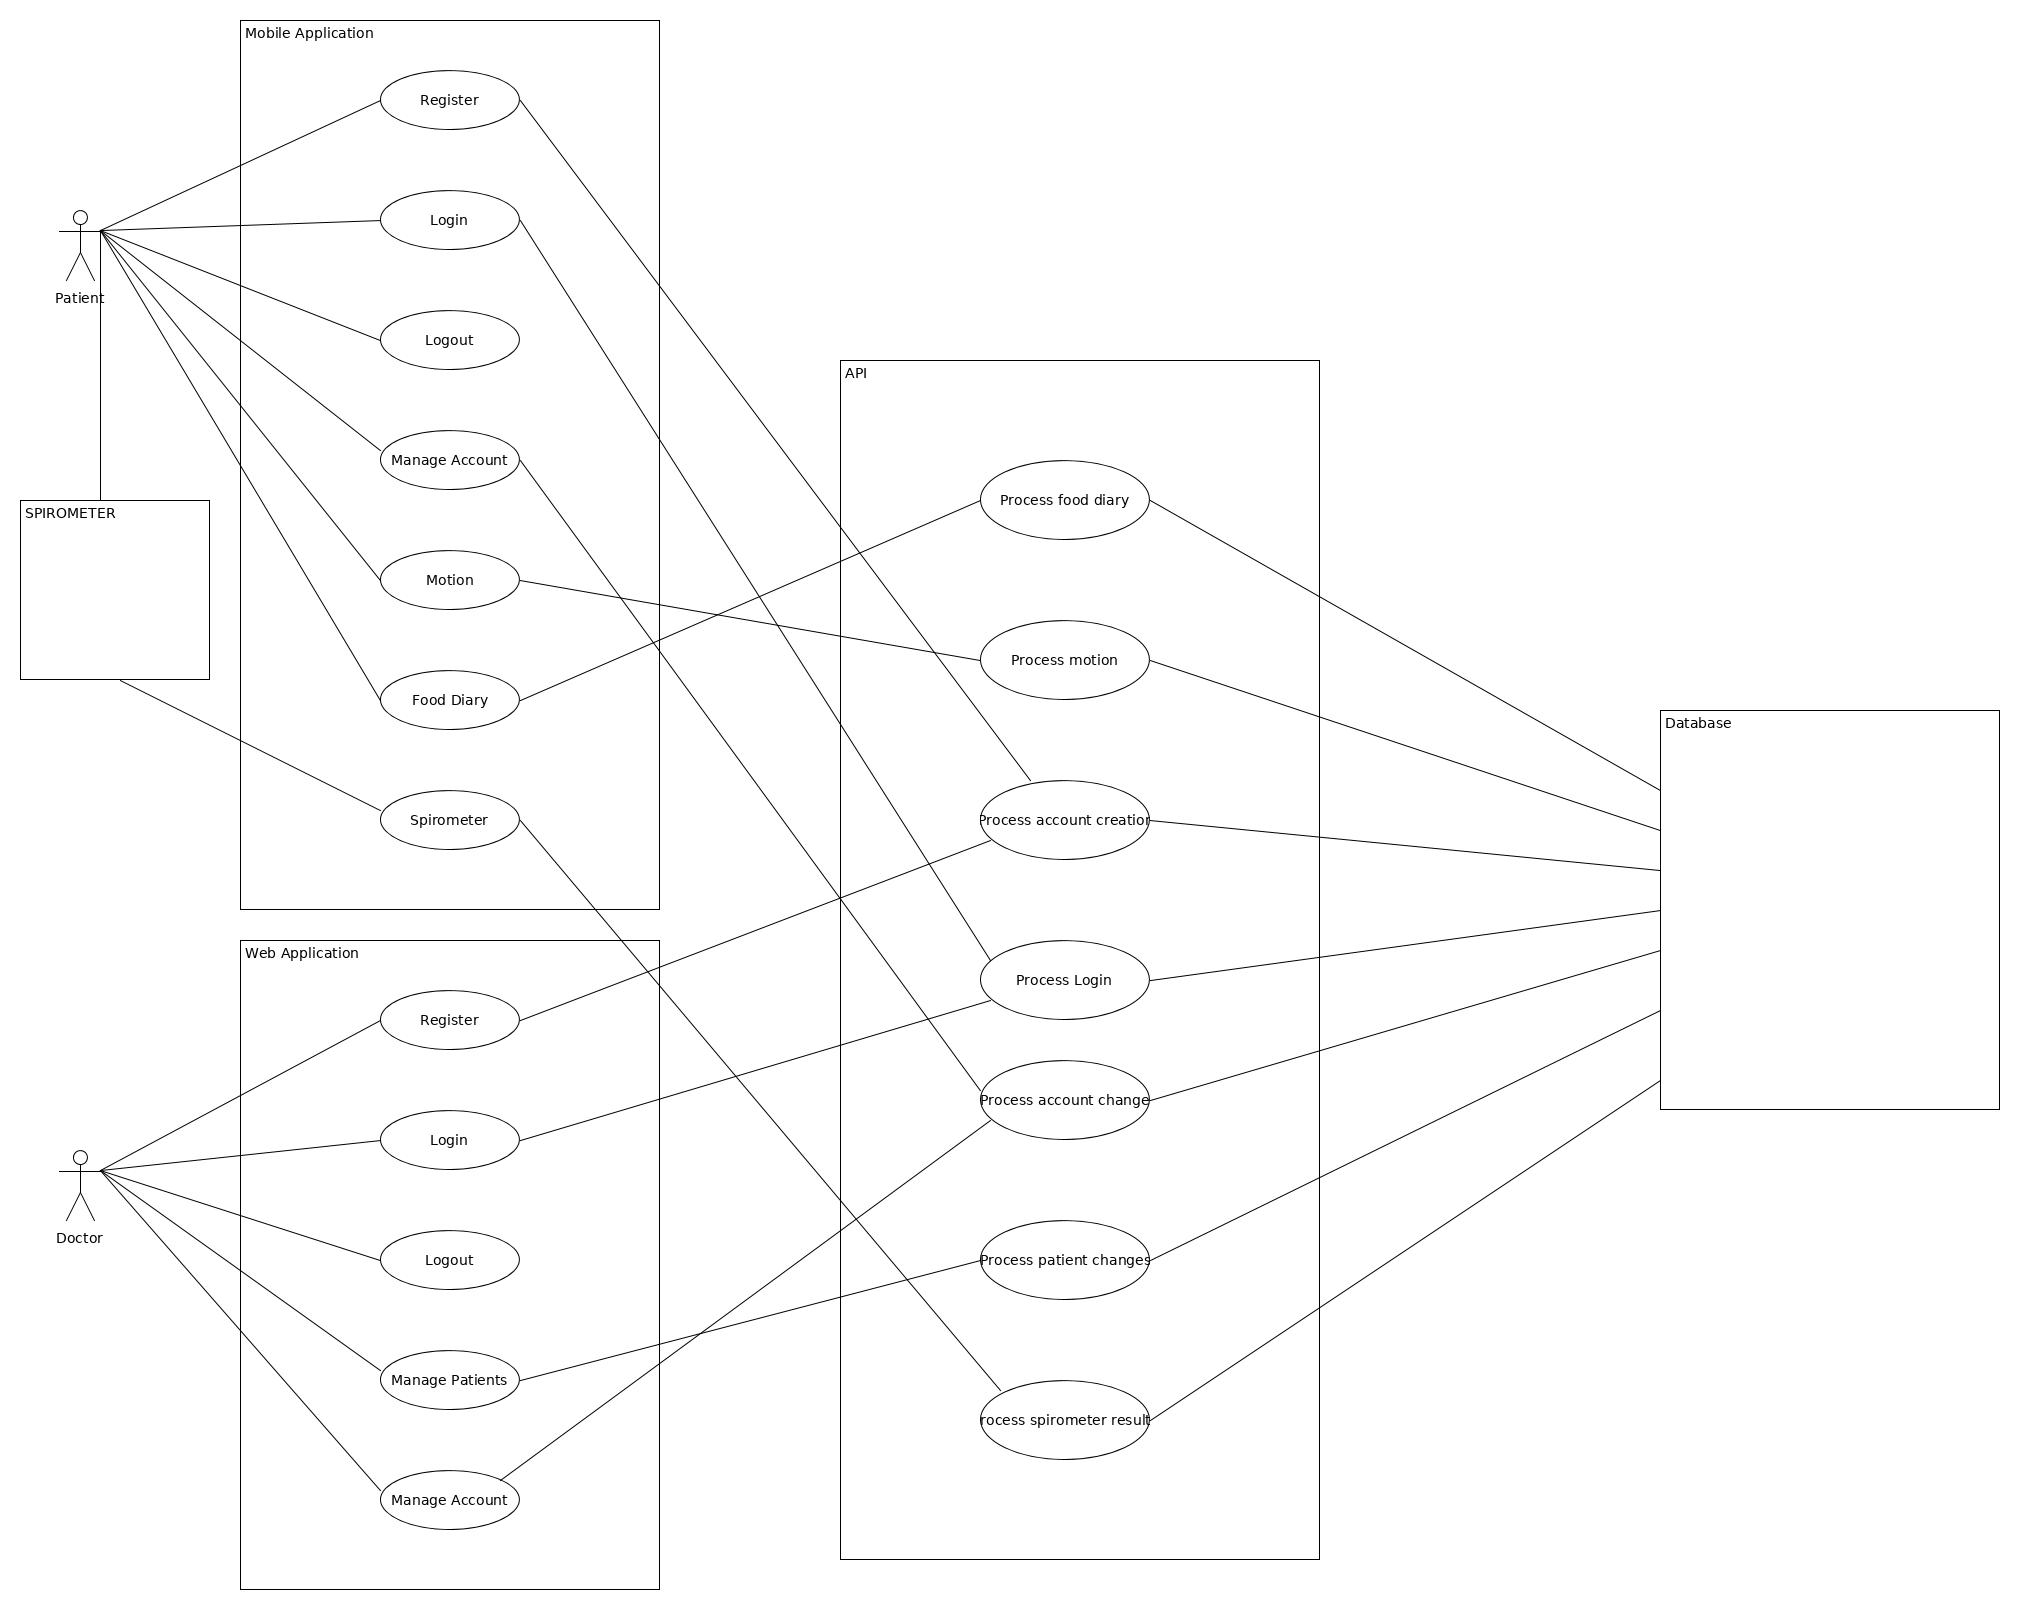 Mobile Application
Register
Login
Patient
Logout
Manage Account
SPIROMETER
Motion
Food Diary
Spirometer
Web Application
Register
Login
Doctor
Logout
Manage Patients
Manage Account
API
Process food diary
Process motion
Process account creation
Process Login
Process account change
Process patient changes
rocess spirometer result
Database